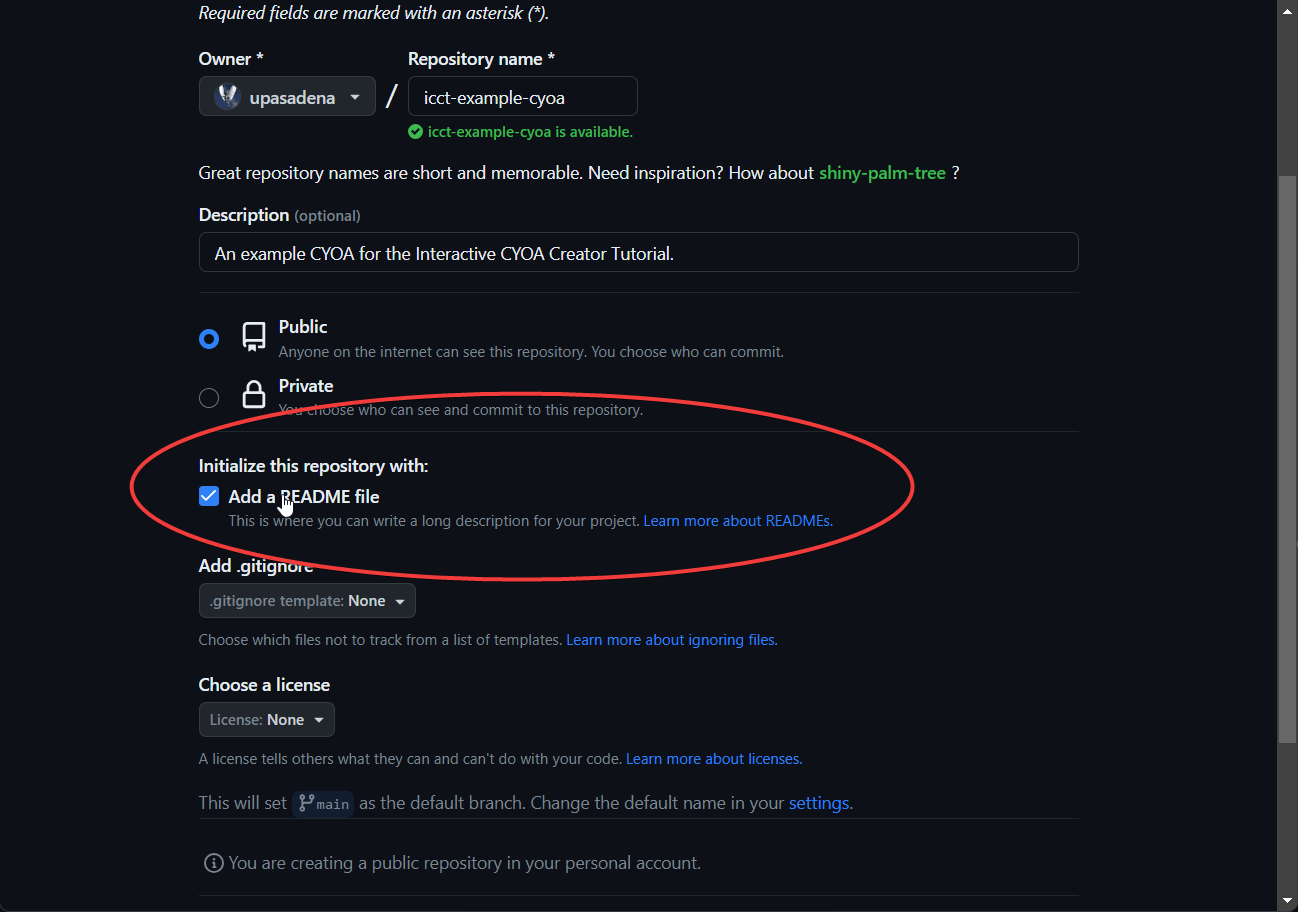 Required fields are marked with an asterisk (*).
Owner * Repository name *
upasadena / icct-example-cyoa
icct-example-cyoa is available.
Great repository names are short and memorable. Need inspiration? How about shiny-palm-tree ?
Description (optional)
An example CYOA for the Interactive CYOA Creator Tutorial.
Public
Anyone on the internet can see this repository. You choose who can commit.
Private
You choose who can see and commit to this repository.
Initialize this repository with:
Add a README file
This is where you can write a long description for your project. Learn more about READMEs.
Add .gitignore
.gitignore template: None
Choose which files not to track from a list of templates. Learn more about ignoring files.
Choose a license
License: None
A license tells others what they can and can't do with your code. Learn more about licenses.
This will set main as the default branch. Change the default name in your settings.
You are creating a public repository in your personal account.